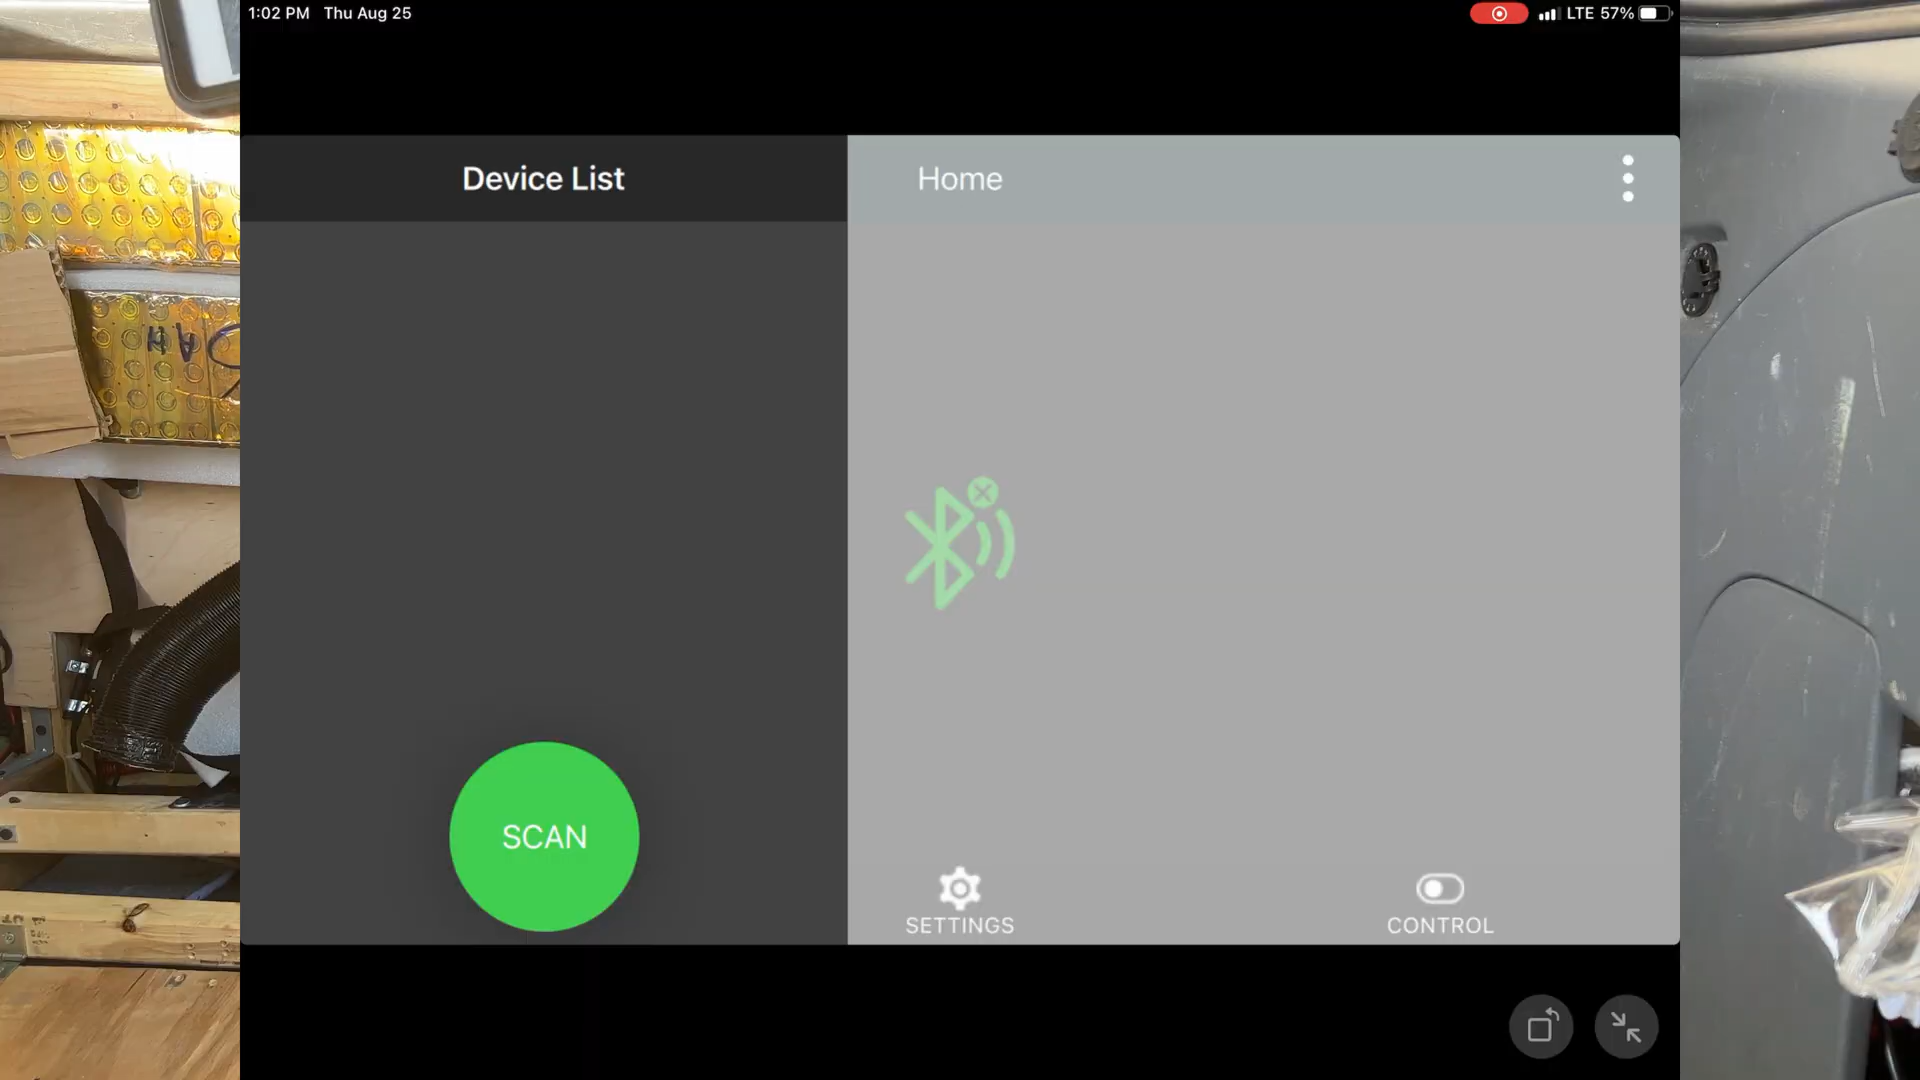 1:02 PM Thu Aug 25
LTE 57%
Device List
Home
SCAN
SETTINGS
CONTROL